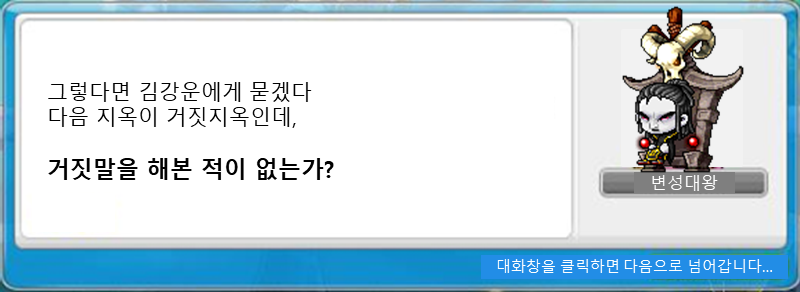 그렇다면 김강운에게 묻겠다
다음 지옥이 거짓지옥인데,
거짓말을 해본 적이 없는가?
변성대왕
대화창을 클릭하면 다음으로 넘어갑니다...